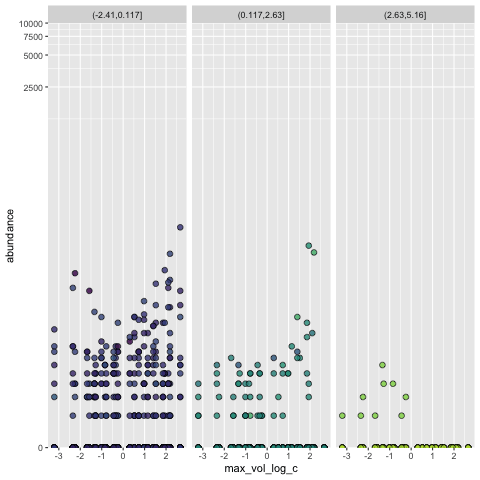 (-2.41,0.117] (0.117,2.63] (2.63,5.16]
10000
7500
5000
2500
abundance
0
-3 -2 -1 0 1 2 -3 -2 -1 0 1 2 -3 -2 -1 0 1 2
max_vol_log_c